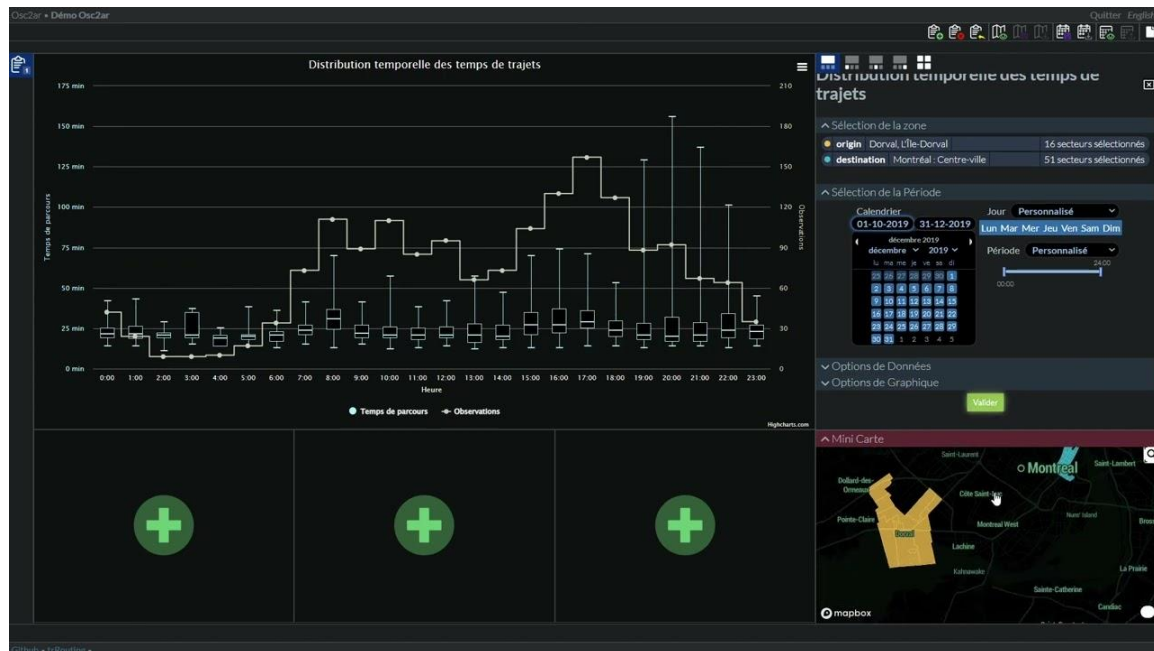 Osc2ar • Démo Osc2ar
Quitter English
1
Distribution temporelle des temps de trajets
175 min
150 min
125 min
100 min
75 min
50 min
25 min
0 min
Temps de parcours
210
180
150
120
90
60
30
0
Observations
0:00 1:00 2:00 3:00 4:00 5:00 6:00 7:00 8:00 9:00 10:00 11:00 12:00 13:00 14:00 15:00 16:00 17:00 18:00 19:00 20:00 21:00 22:00 23:00
Heure
Temps de parcours Observations
Highcharts.com
Distribution temporelle des temps de
trajets
Sélection de la zone
origin Dorval, L'Île-Dorval 16 secteurs sélectionnés
destination Montréal : Centre-ville 51 secteurs sélectionnés
Sélection de la Période
Calendrier
01-10-2019 31-12-2019
décembre 2019
décembre 2019
lu ma me je ve sa di
25 26 27 28 29 30 1
2 3 4 5 6 7 8
9 10 11 12 13 14 15
16 17 18 19 20 21 22
23 24 25 26 27 28 29
30 31 1 2 3 4 5
Jour Personnalisé
Lun Mar Mer Jeu Ven Sam Dim
Période Personnalisé
24:00
00:00
Options de Données
Options de Graphique
Valider
Mini Carte
Saint-Laurent
Montreal
Saint-Lambert
Dollard-des-
Ormeaux
Côte Saint-Luc
Pointe-Claire
Dorval
Montreal West
Nuns' Island
Bross
Lachine
Kahnawake
La Prairie
Sainte-Catherine
Candiac
mapbox
Github • trRouting •